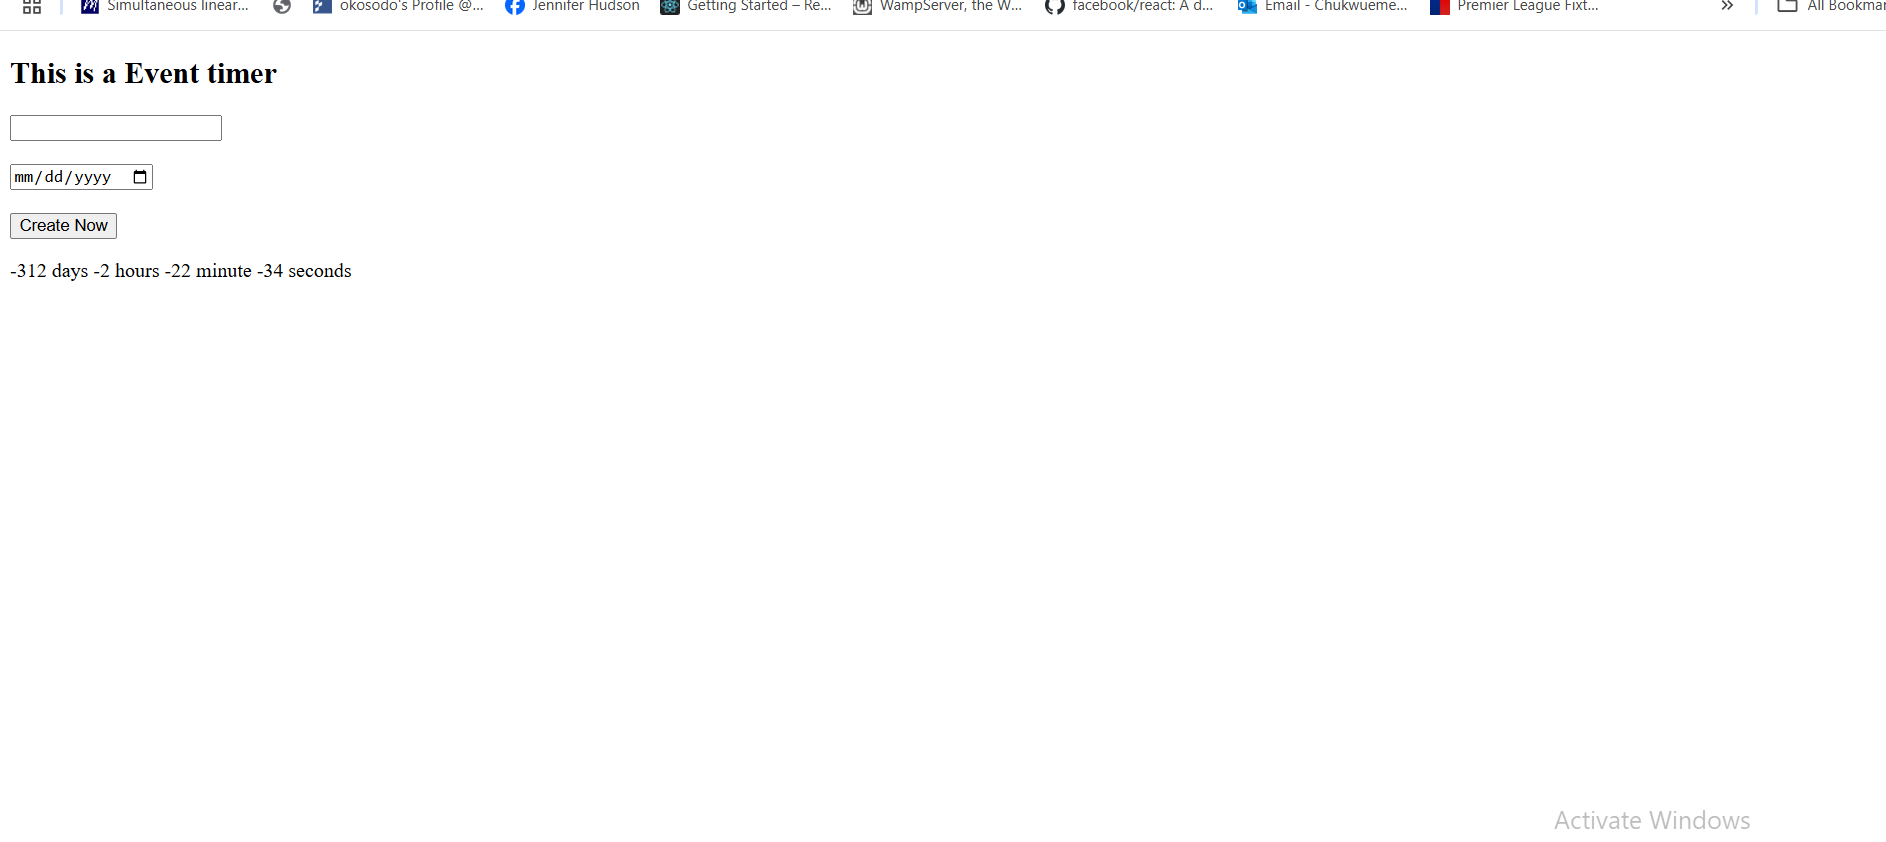 Simultaneous linear... okosodo's Profile @... Jennifer Hudson Getting Started – Re... WampServer, the W... facebook/react: A d... Email - Chukwueme... Premier League Fixt... » All Bookmar
This is a Event timer
mm/dd/yyyy
Create Now
-312 days -2 hours -22 minute -34 seconds
Activate Windows